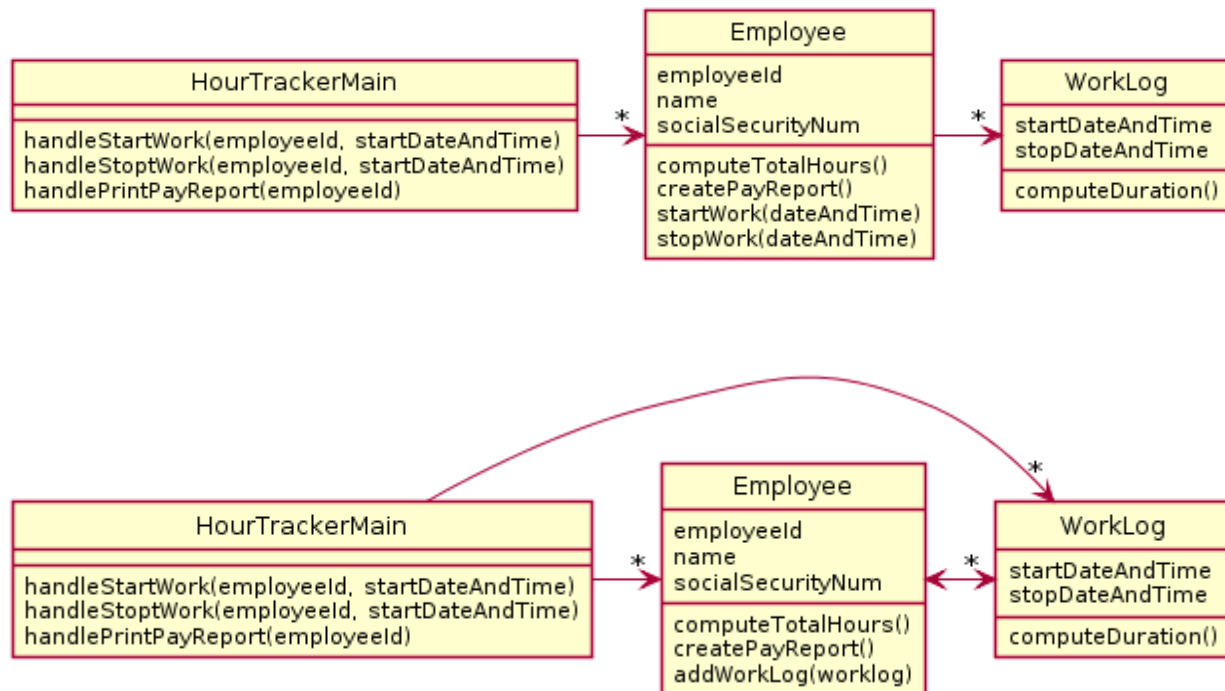 HourTrackerMain
handleStartWork(employeeId, startDateAndTime)
handleStoptWork(employeeId, startDateAndTime)
handlePrintPayReport(employeeId)
*
Employee
employeeId
name
socialSecurityNum
computeTotalHours()
createPayReport()
startWork(dateAndTime)
stopWork(dateAndTime)
*
WorkLog
startDateAndTime
stopDateAndTime
computeDuration()
*
HourTrackerMain
handleStartWork(employeeId, startDateAndTime)
handleStoptWork(employeeId, startDateAndTime)
handlePrintPayReport(employeeId)
*
Employee
employeeId
name
socialSecurityNum
computeTotalHours()
createPayReport()
addWorkLog(worklog)
*
WorkLog
startDateAndTime
stopDateAndTime
computeDuration()